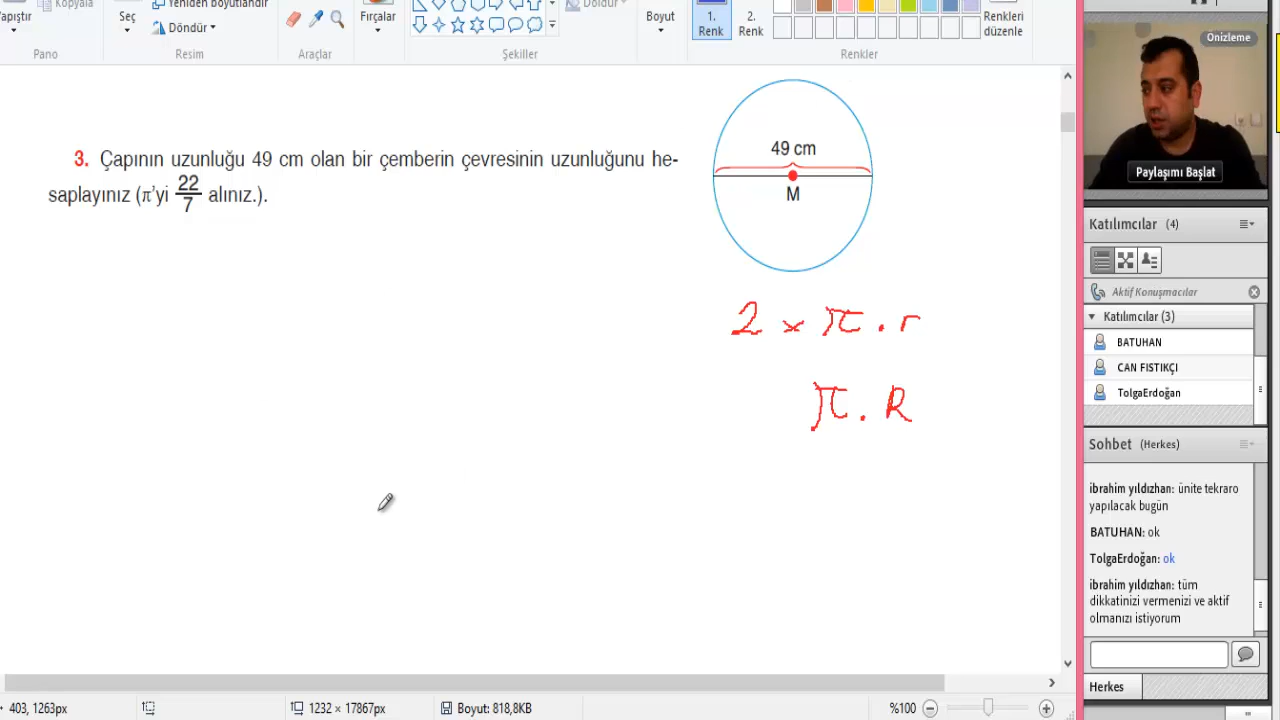 Yapıştır
Kopyala
Seç
Yeniden boyutlandır
Döndür
Fırçalar
Doldur
Boyut
1.
Renk
2.
Renk
Renkleri
düzenle
Pano
Resim
Araçlar
Şekiller
Renkler
3. Çapının uzunluğu 49 cm olan bir çemberin çevresinin uzunluğunu he-
saplayınız (π'yi 22/7 alınız.).
49 cm
M
2 x π . r
π . R
403, 1263px
1232 × 17867px
Boyut: 818,8KB
%100
Önizleme
Paylaşımı Başlat
Katılımcılar (4)
Aktif Konuşmacılar
Katılımcılar (3)
BATUHAN
CAN FISTIKÇI
TolgaErdoğan
Sohbet (Herkes)
ibrahim yıldızhan: ünite tekraro
yapılacak bugün
BATUHAN: ok
TolgaErdoğan: ok
ibrahim yıldızhan: tüm
dikkatinizi vermenizi ve aktif
olmanızı istiyorum
Herkes